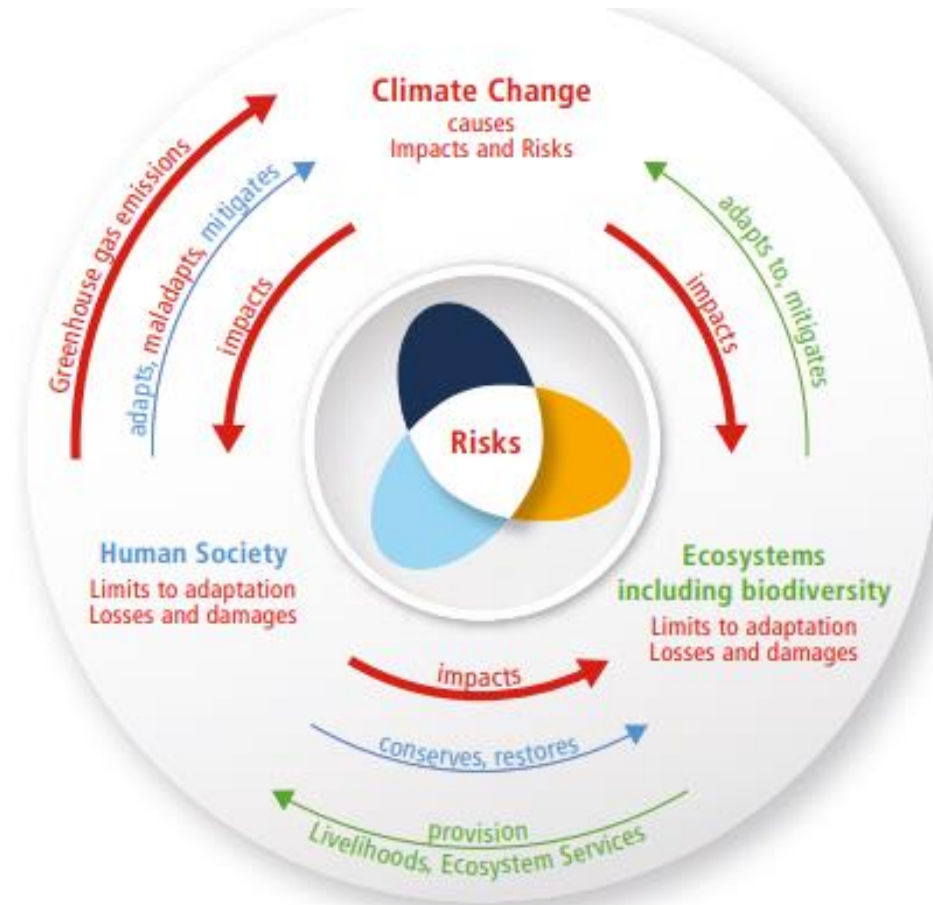 Climate Change
causes
Impacts and Risks
Greenhouse gas emissions
adapts, maladapts, mitigates
impacts
impacts
adapts to, mitigates
Risks
Human Society
Limits to adaptation
Losses and damages
Ecosystems
including biodiversity
Limits to adaptation
Losses and damages
impacts
conserves, restores
provision
Livelihoods, Ecosystem Services